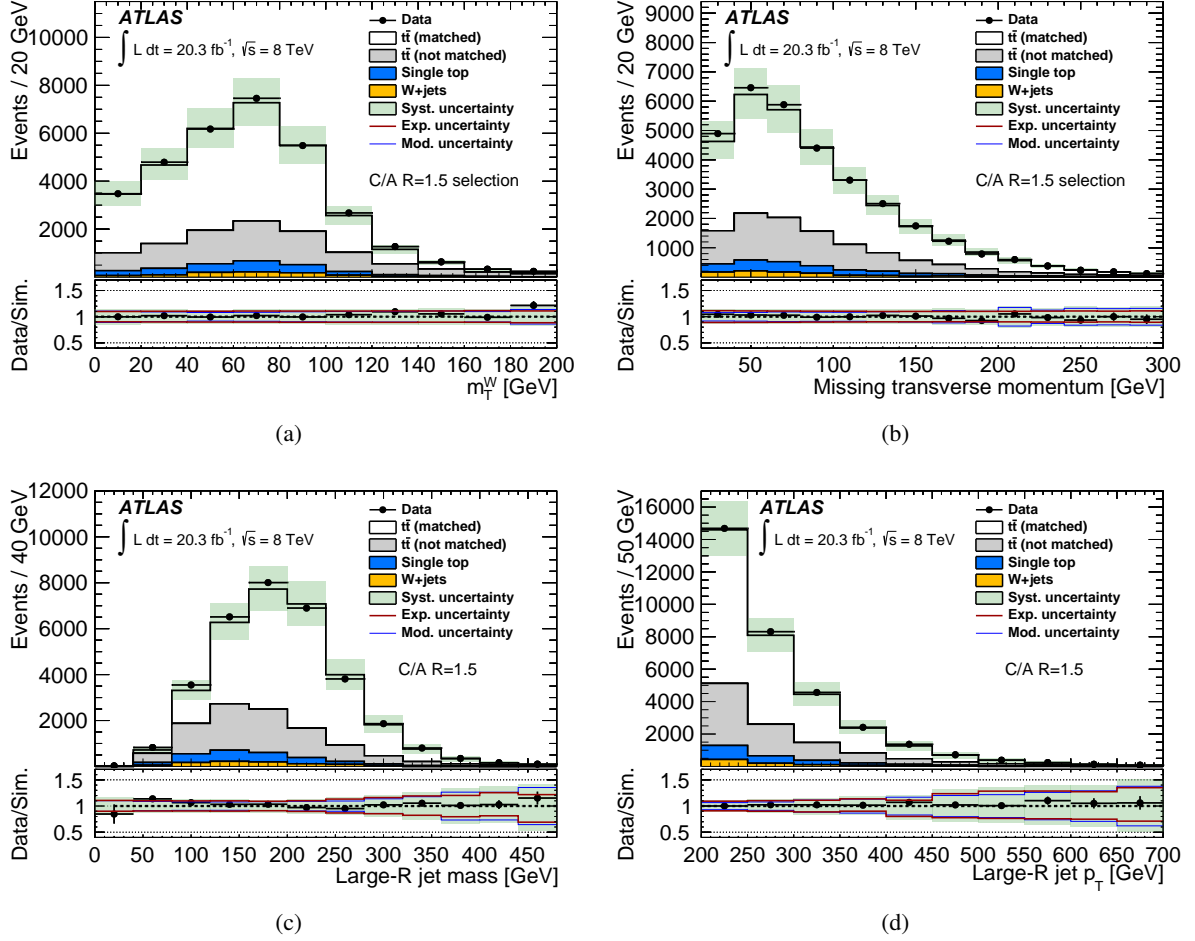 Events / 20 GeV
10000
8000
6000
4000
2000
ATLAS
∫ L dt = 20.3 fb⁻¹, √s = 8 TeV
Data
tt̄ (matched)
tt̄ (not matched)
Single top
W+jets
Syst. uncertainty
Exp. uncertainty
Mod. uncertainty
C/A R=1.5 selection
Data/Sim.
1.5
1
0.5
0 20 40 60 80 100 120 140 160 180 200
m_T^W [GeV]
(a)
Events / 20 GeV
9000
8000
7000
6000
5000
4000
3000
2000
1000
ATLAS
∫ L dt = 20.3 fb⁻¹, √s = 8 TeV
Data
tt̄ (matched)
tt̄ (not matched)
Single top
W+jets
Syst. uncertainty
Exp. uncertainty
Mod. uncertainty
C/A R=1.5 selection
Data/Sim.
1.5
1
0.5
50 100 150 200 250 300
Missing transverse momentum [GeV]
(b)
Events / 40 GeV
12000
10000
8000
6000
4000
2000
ATLAS
∫ L dt = 20.3 fb⁻¹, √s = 8 TeV
Data
tt̄ (matched)
tt̄ (not matched)
Single top
W+jets
Syst. uncertainty
Exp. uncertainty
Mod. uncertainty
C/A R=1.5
Data/Sim.
1.5
1
0.5
0 50 100 150 200 250 300 350 400 450
Large-R jet mass [GeV]
(c)
Events / 50 GeV
16000
14000
12000
10000
8000
6000
4000
2000
ATLAS
∫ L dt = 20.3 fb⁻¹, √s = 8 TeV
Data
tt̄ (matched)
tt̄ (not matched)
Single top
W+jets
Syst. uncertainty
Exp. uncertainty
Mod. uncertainty
C/A R=1.5
Data/Sim.
1.5
1
0.5
200 250 300 350 400 450 500 550 600 650 700
Large-R jet p_T [GeV]
(d)